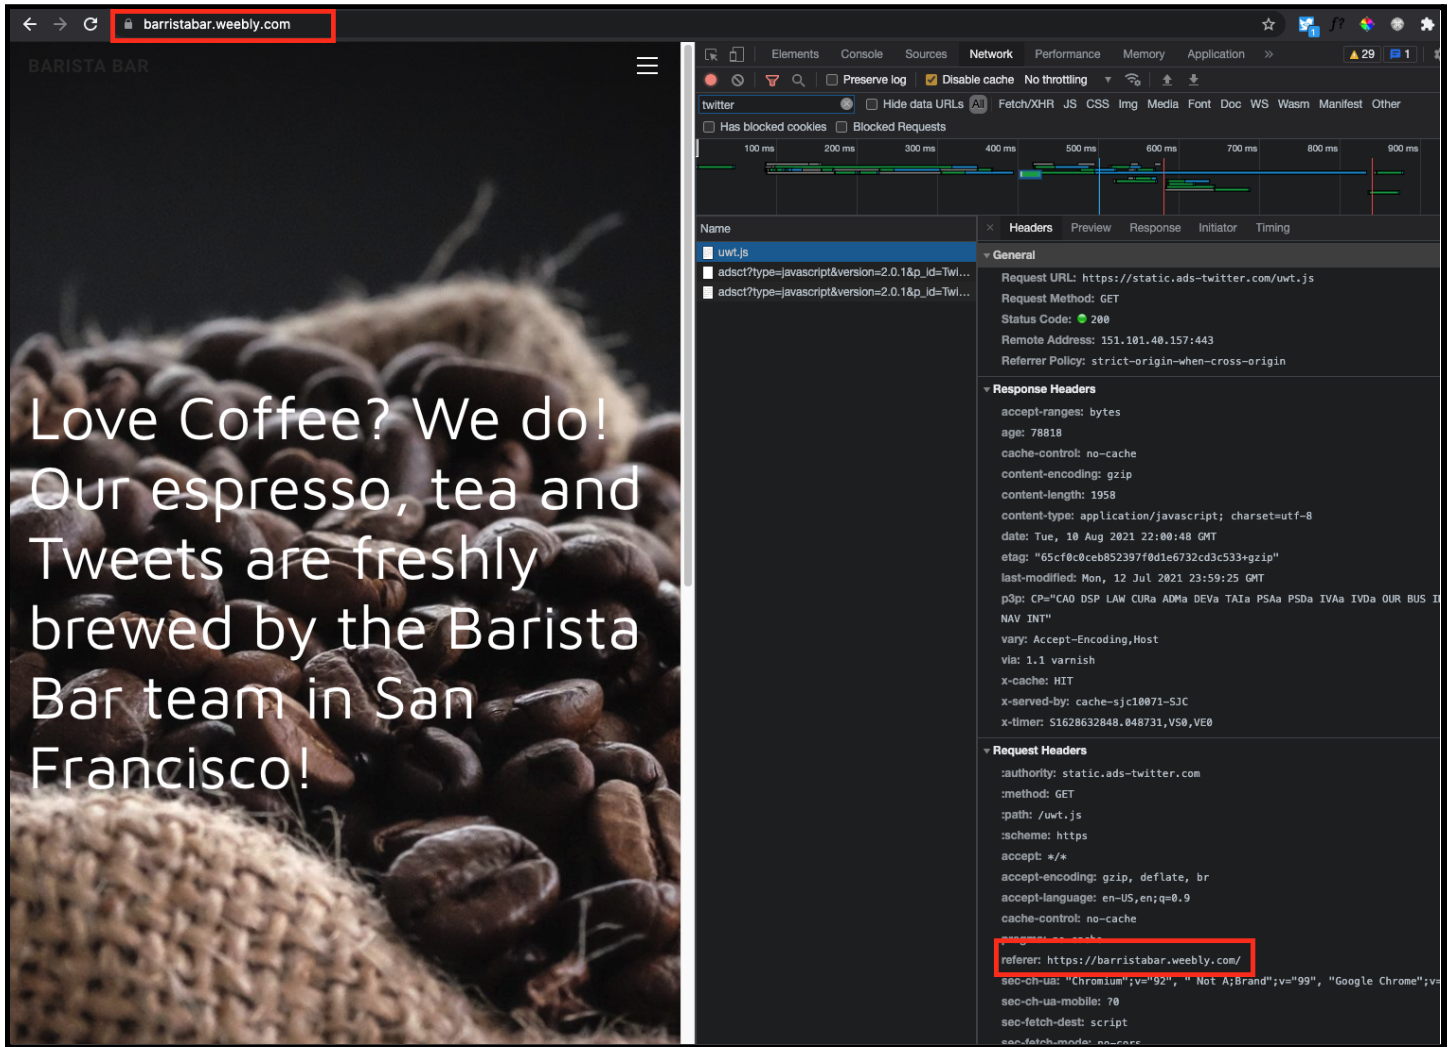 barristabar.weebly.com
f?
1
BARISTA BAR
Love Coffee? We do!
Our espresso, tea and
Tweets are freshly
brewed by the Barista
Bar team in San
Francisco!
Elements Console Sources Network Performance Memory Application » 29 1
Preserve log Disable cache No throttling
twitter Hide data URLs All Fetch/XHR JS CSS Img Media Font Doc WS Wasm Manifest Other
Has blocked cookies Blocked Requests
100 ms 200 ms 300 ms 400 ms 500 ms 600 ms 700 ms 800 ms 900 ms
Name
uwt.js
adsct?type=javascript&version=2.0.1&p_id=Twi...
adsct?type=javascript&version=2.0.1&p_id=Twi...
× Headers Preview Response Initiator Timing
General
Request URL: https://static.ads-twitter.com/uwt.js
Request Method: GET
Status Code: 200
Remote Address: 151.101.40.157:443
Referrer Policy: strict-origin-when-cross-origin
Response Headers
accept-ranges: bytes
age: 78818
cache-control: no-cache
content-encoding: gzip
content-length: 1958
content-type: application/javascript; charset=utf-8
date: Tue, 10 Aug 2021 22:00:48 GMT
etag: "65cf0c0ceb852397f0d1e6732cd3c533+gzip"
last-modified: Mon, 12 Jul 2021 23:59:25 GMT
p3p: CP="CAO DSP LAW CURa ADMa DEVa TAIa PSAa PSDa IVAa IVDa OUR BUS
NAV INT"
vary: Accept-Encoding,Host
via: 1.1 varnish
x-cache: HIT
x-served-by: cache-sjc10071-SJC
x-timer: S1628632848.048731,VS0,VE0
Request Headers
:authority: static.ads-twitter.com
:method: GET
:path: /uwt.js
:scheme: https
accept: */*
accept-encoding: gzip, deflate, br
accept-language: en-US,en;q=0.9
cache-control: no-cache
pragma: no-cache
referer: https://barristabar.weebly.com/
sec-ch-ua: "Chromium";v="92", " Not A;Brand";v="99", "Google Chrome";v=
sec-ch-ua-mobile: ?0
sec-fetch-dest: script
sec-fetch-mode: no-cors